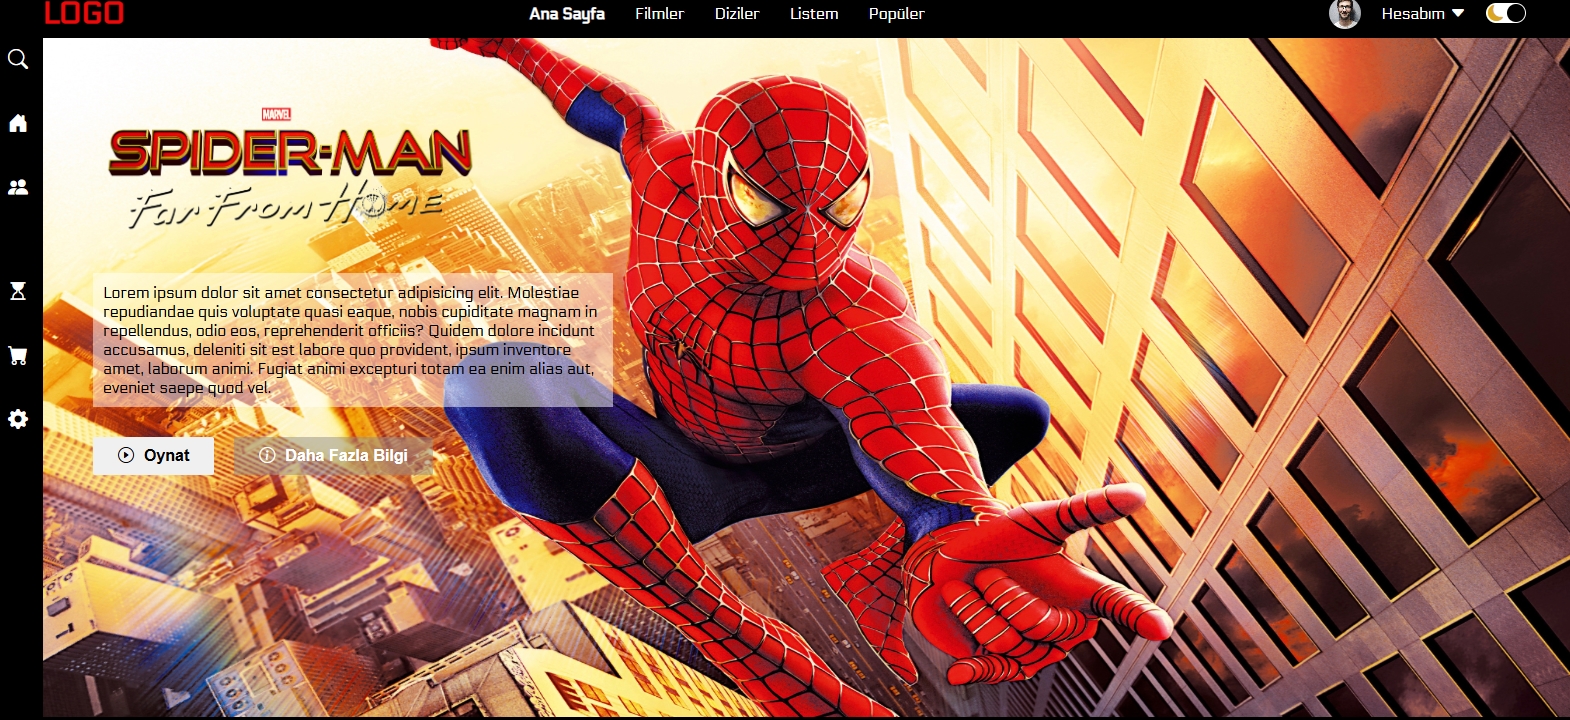 LOGO
Ana Sayfa Filmler Diziler Listem Popüler
Hesabım
MARVEL
SPIDER-MAN
Far From Home
Lorem ipsum dolor sit amet consectetur adipisicing elit. Molestiae
repudiandae quis voluptate quasi eaque, nobis cupiditate magnam in
repellendus, odio eos, reprehenderit officiis? Quidem dolore incidunt
accusamus, deleniti sit est labore quo provident, ipsum inventore
amet, laborum animi. Fugiat animi excepturi totam ea enim alias aut,
eveniet saepe quod vel.
Oynat
Daha Fazla Bilgi